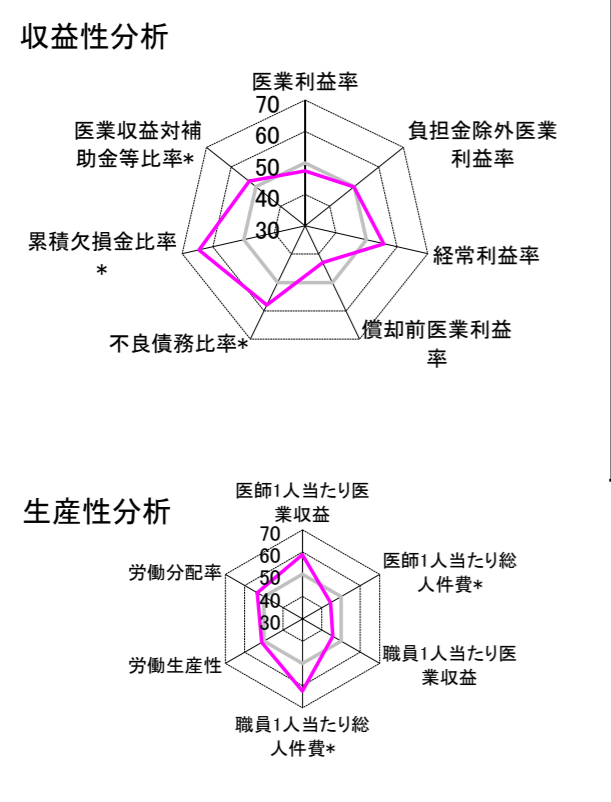 収益性分析
医業利益率
70
60
50
40
30
負担金除外医業
利益率
経常利益率
償却前医業利益
率
不良債務比率*
累積欠損金比率
*
医業収益対補
助金等比率*
生産性分析
医師1人当たり医
業収益
70
60
50
40
30
医師1人当たり総
人件費*
職員1人当たり医
業収益
職員1人当たり総
人件費*
労働生産性
労働分配率